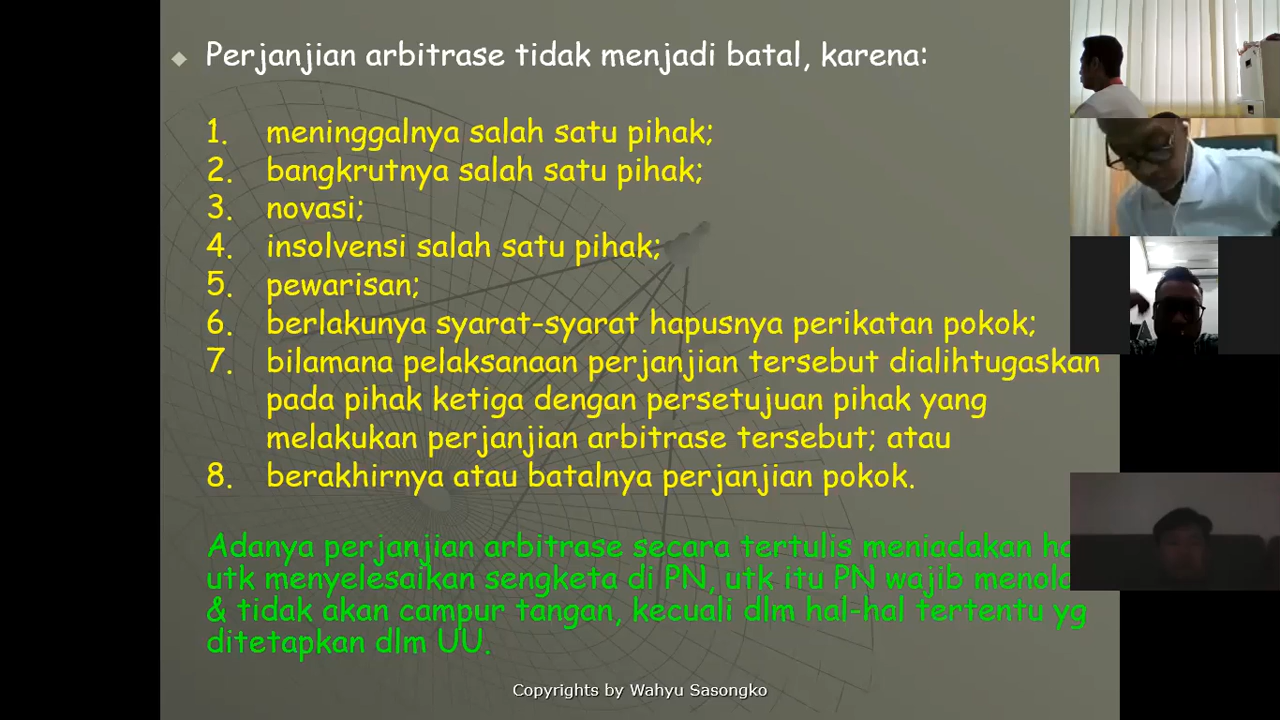 Perjanjian arbitrase tidak menjadi batal, karena:
1. meninggalnya salah satu pihak;
2. bangkrutnya salah satu pihak;
3. novasi;
4. insolvensi salah satu pihak;
5. pewarisan;
6. berlakunya syarat-syarat hapusnya perikatan pokok;
7. bilamana pelaksanaan perjanjian tersebut dialihtugaskan
pada pihak ketiga dengan persetujuan pihak yang
melakukan perjanjian arbitrase tersebut; atau
8. berakhirnya atau batalnya perjanjian pokok.
Adanya perjanjian arbitrase secara tertulis meniadakan
utk menyelesaikan sengketa di PN, utk itu PN wajib
& tidak akan campur tangan, kecuali dlm hal-hal tertentu yg
ditetapkan dlm UU.
Copyrights by Wahyu Sasongko